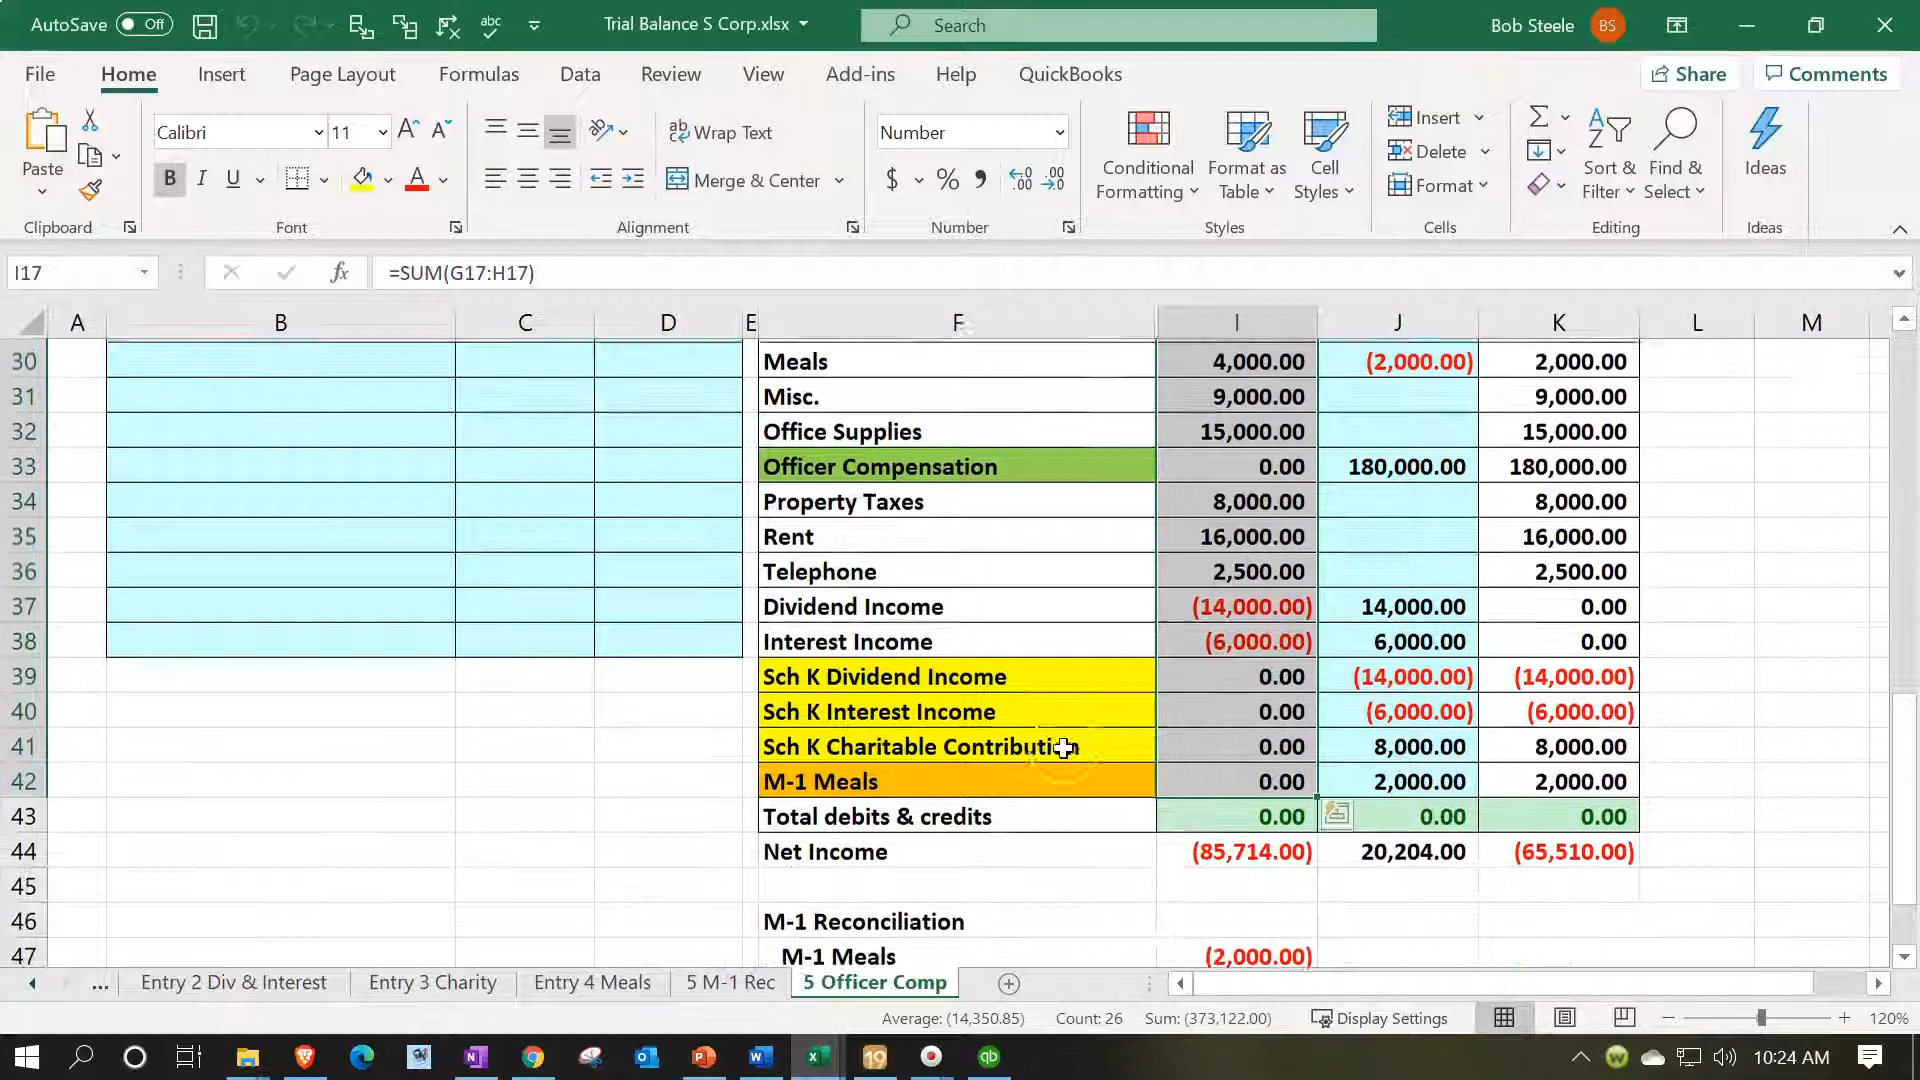 AutoSave Off Trial Balance S Corp.xlsx Search Bob Steele BS
File Home Insert Page Layout Formulas Data Review View Add-ins Help QuickBooks Share Comments
Paste Calibri 11 B I U Wrap Text Merge & Center Number
Conditional Formatting Format as Table Cell Styles
Insert Delete Format
Sort & Filter Find & Select Ideas
Clipboard Font Alignment Number Styles Cells Editing Ideas
I17 fx =SUM(G17:H17)
A B C D E F I J K L M
30 Meals 4,000.00 (2,000.00) 2,000.00
31 Misc. 9,000.00 9,000.00
32 Office Supplies 15,000.00 15,000.00
33 Officer Compensation 0.00 180,000.00 180,000.00
34 Property Taxes 8,000.00 8,000.00
35 Rent 16,000.00 16,000.00
36 Telephone 2,500.00 2,500.00
37 Dividend Income (14,000.00) 14,000.00 0.00
38 Interest Income (6,000.00) 6,000.00 0.00
39 Sch K Dividend Income 0.00 (14,000.00) (14,000.00)
40 Sch K Interest Income 0.00 (6,000.00) (6,000.00)
41 Sch K Charitable Contribution 0.00 8,000.00 8,000.00
42 M-1 Meals 0.00 2,000.00 2,000.00
43 Total debits & credits 0.00 0.00 0.00
44 Net Income (85,714.00) 20,204.00 (65,510.00)
45
46 M-1 Reconciliation
47 M-1 Meals (2,000.00)
... Entry 2 Div & Interest Entry 3 Charity Entry 4 Meals 5 M-1 Rec 5 Officer Comp
Average: (14,350.85) Count: 26 Sum: (373,122.00) Display Settings 120%
10:24 AM